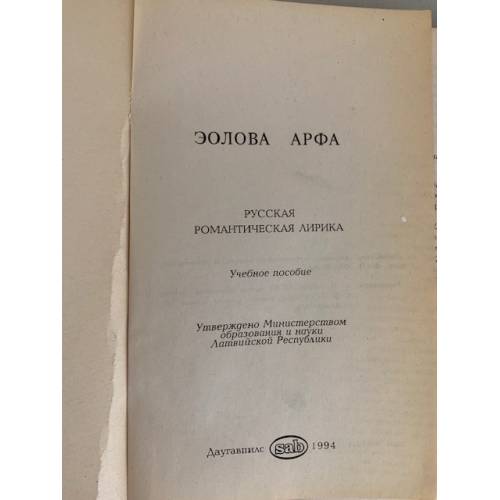 ЭОЛОВА АРФА
РУССКАЯ
РОМАНТИЧЕСКАЯ ЛИРИКА
Учебное пособие
Утверждено Министерством
образования и науки
Латвийской Республики
Даугавпилс sab 1994